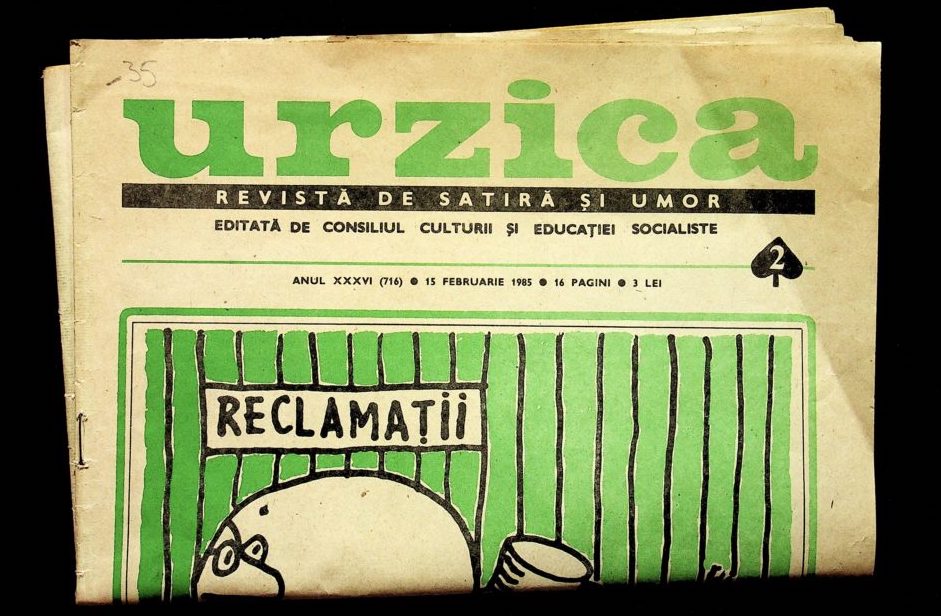 35
urzica
REVISTĂ DE SATIRĂ ȘI UMOR
EDITATĂ DE CONSILIUL CULTURII ȘI EDUCAȚIEI SOCIALISTE
2
ANUL XXXVI (716) ● 15 FEBRUARIE 1985 ● 16 PAGINI ● 3 LEI
RECLAMAȚII